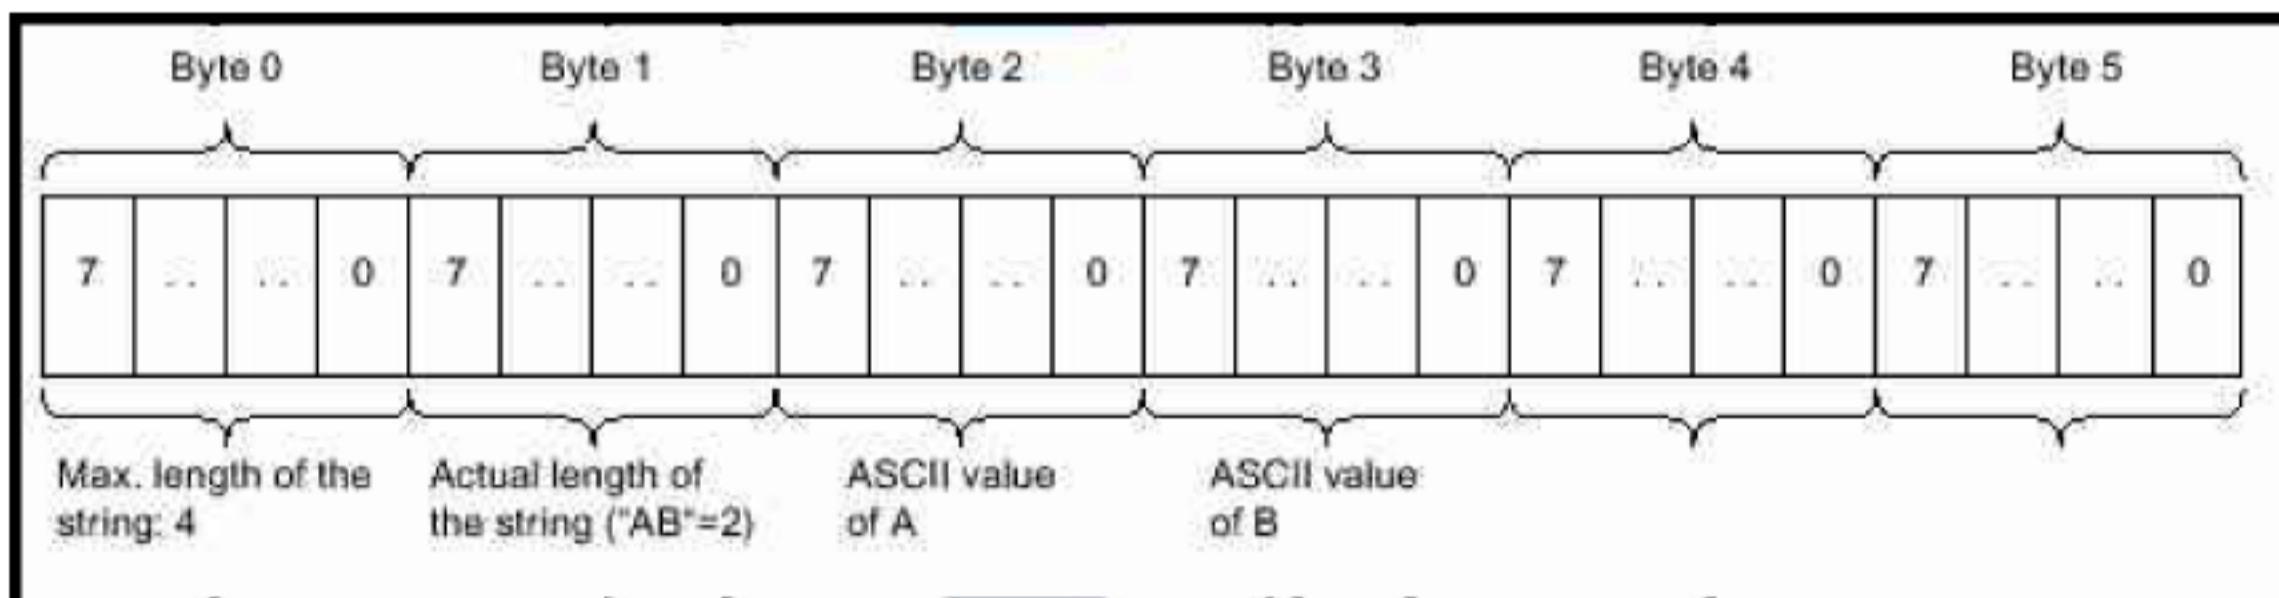 Byte 0 Byte 1 Byte 2 Byte 3 Byte 4 Byte 5
7 .. .. 0 7 .. .. 0 7 .. .. 0 7 .. .. 0 7 .. .. 0 7 .. .. 0
Max. length of the
string: 4
Actual length of
the string ("AB"=2)
ASCII value
of A
ASCII value
of B